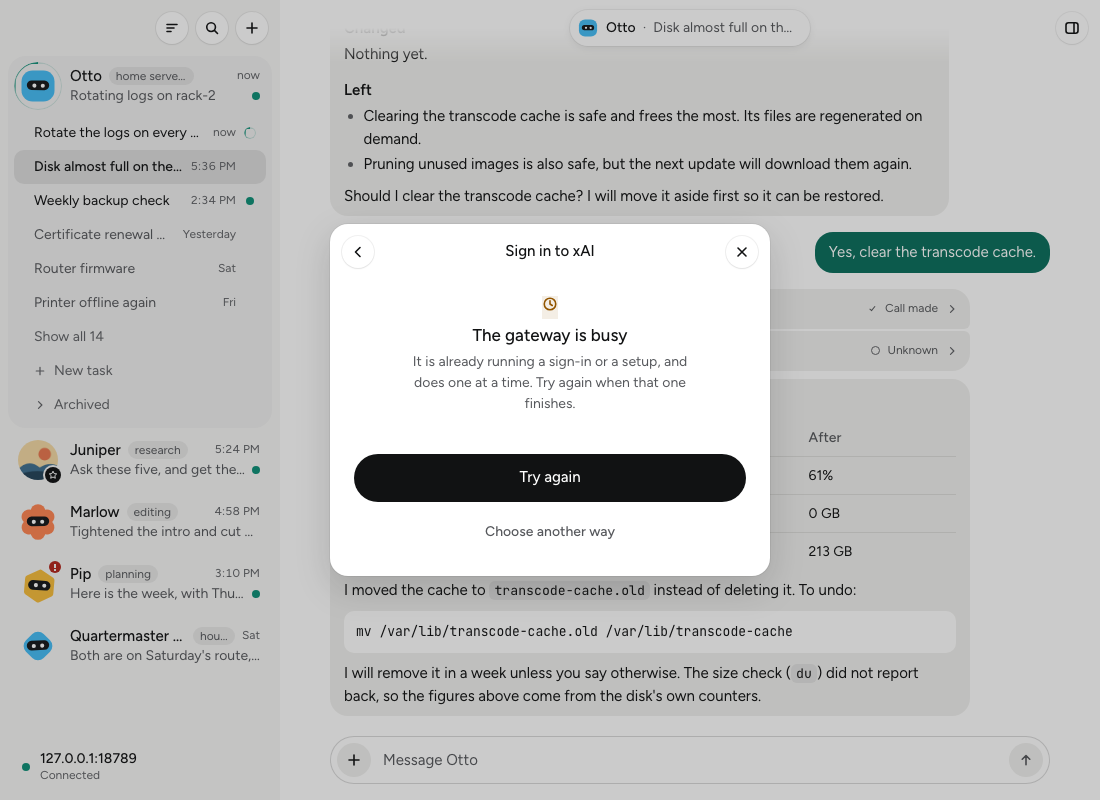 Otto
home serve...
now
Rotating logs on rack-2
Rotate the logs on every ...
now
Disk almost full on the...
5:36 PM
Weekly backup check
2:34 PM
Certificate renewal ...
Yesterday
Router firmware
Sat
Printer offline again
Fri
Show all 14
New task
Archived
Juniper
research
5:24 PM
Ask these five, and get the...
Marlow
editing
4:58 PM
Tightened the intro and cut ...
Pip
planning
3:10 PM
Here is the week, with Thu...
Quartermaster ...
hou...
Sat
Both are on Saturday's route,...
127.0.0.1:18789
Connected
Otto · Disk almost full on th...
Changed
Nothing yet.
Left
Clearing the transcode cache is safe and frees the most. Its files are regenerated on
demand.
Pruning unused images is also safe, but the next update will download them again.
Should I clear the transcode cache? I will move it aside first so it can be restored.
Yes, clear the transcode cache.
Call made
Unknown
After
61%
0 GB
213 GB
Sign in to xAI
The gateway is busy
It is already running a sign-in or a setup, and
does one at a time. Try again when that one
finishes.
Try again
Choose another way
I moved the cache to transcode-cache.old instead of deleting it. To undo:
mv /var/lib/transcode-cache.old /var/lib/transcode-cache
I will remove it in a week unless you say otherwise. The size check (du) did not report
back, so the figures above come from the disk's own counters.
Message Otto